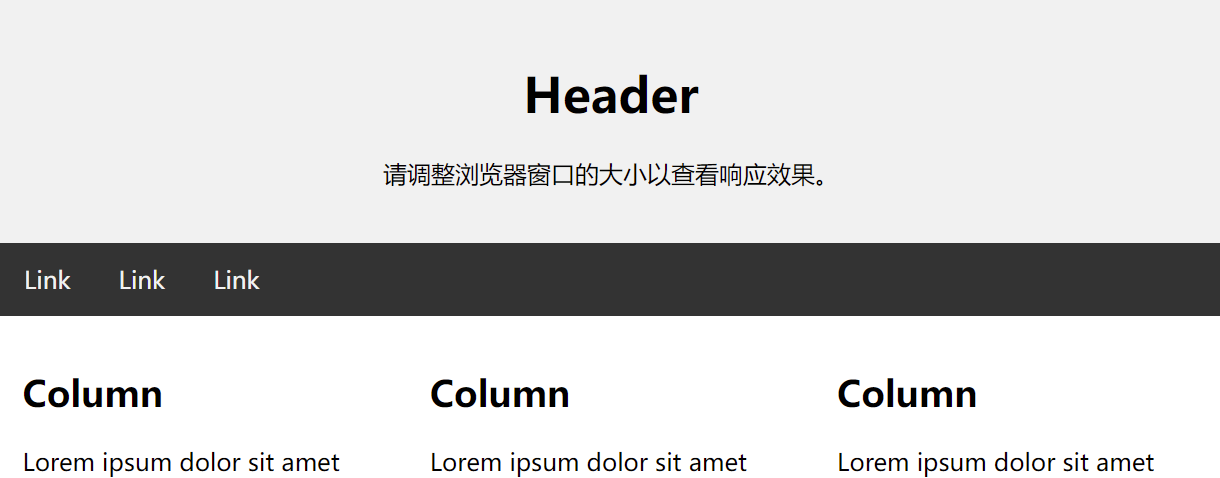 Header
请调整浏览器窗口的大小以查看响应效果。
Link Link Link
Column Column Column
Lorem ipsum dolor sit amet Lorem ipsum dolor sit amet Lorem ipsum dolor sit amet